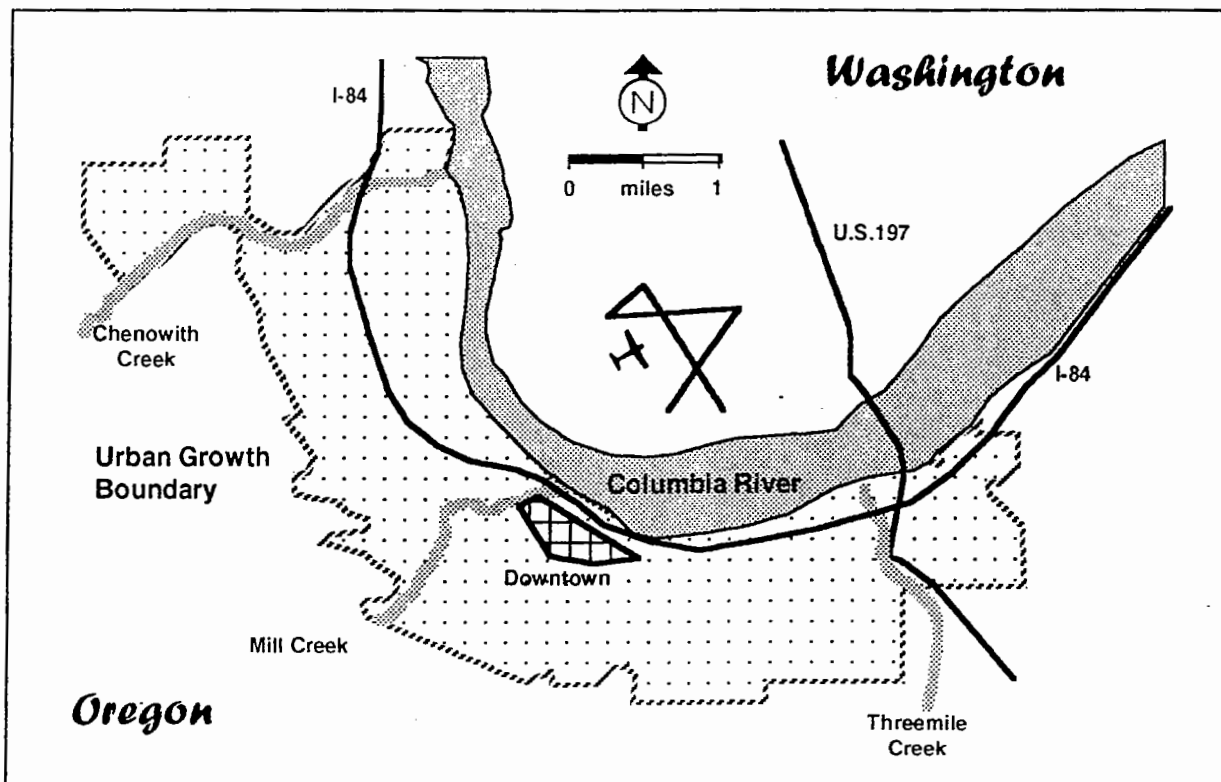 Washington
I-84
N
0 miles 1
U.S.197
Chenowith
Creek
I-84
Urban Growth
Boundary
Columbia River
Downtown
Mill Creek
Oregon
Threemile
Creek